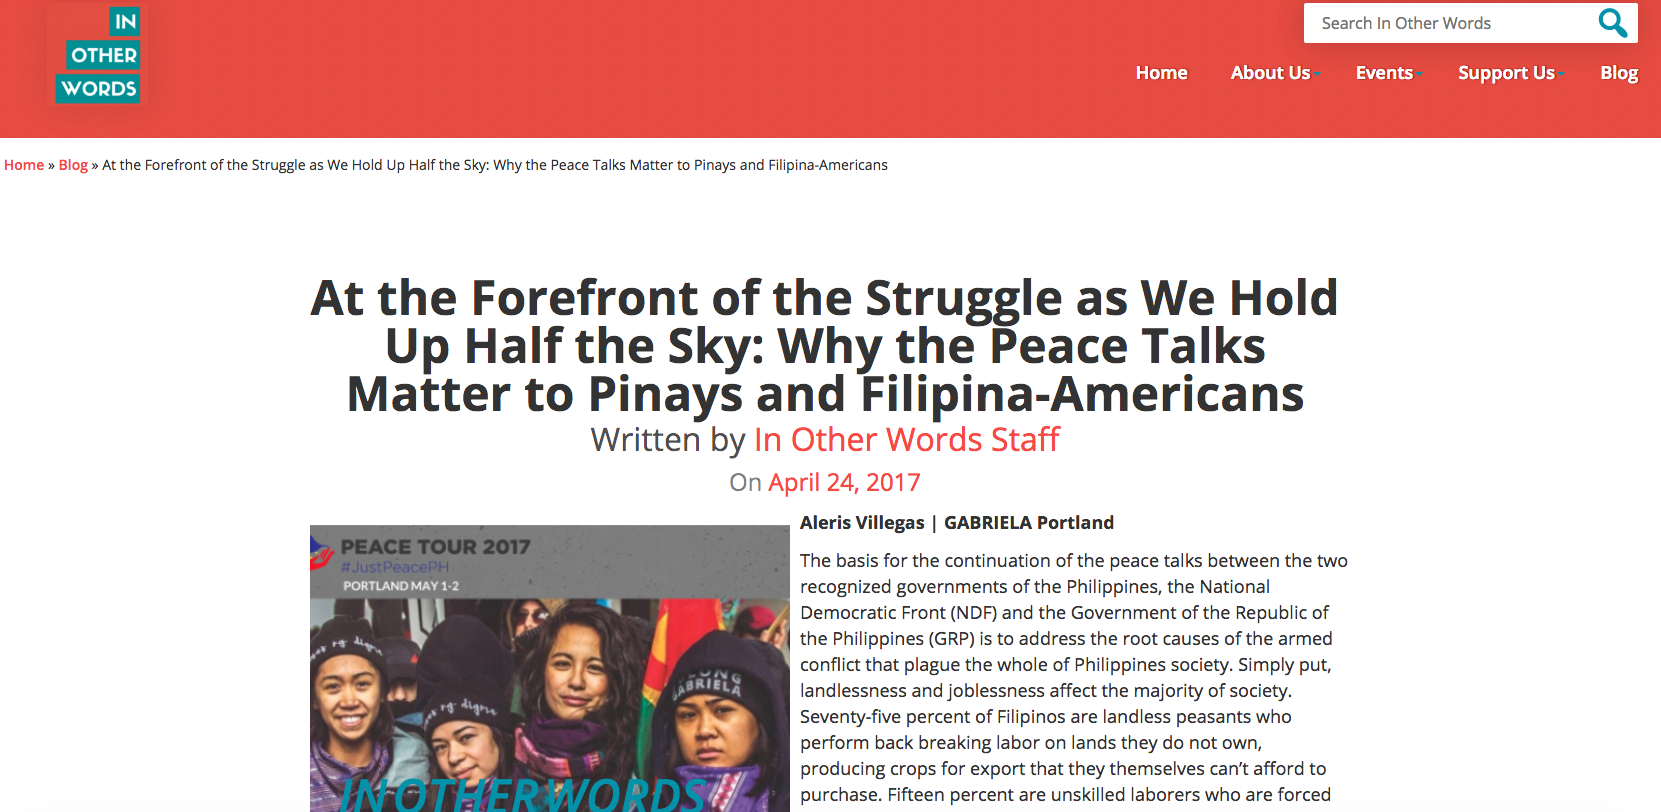 IN
OTHER
WORDS
Search In Other Words
Home
About Us
Events
Support Us
Blog
Home » Blog » At the Forefront of the Struggle as We Hold Up Half the Sky: Why the Peace Talks Matter to Pinays and Filipina-Americans
At the Forefront of the Struggle as We Hold
Up Half the Sky: Why the Peace Talks
Matter to Pinays and Filipina-Americans
Written by In Other Words Staff
On April 24, 2017
PEACE TOUR 2017
#JustPeacePH
PORTLAND MAY 1-2
GABRIELA
IN OTHER WORDS
Aleris Villegas | GABRIELA Portland
The basis for the continuation of the peace talks between the two
recognized governments of the Philippines, the National
Democratic Front (NDF) and the Government of the Republic of
the Philippines (GRP) is to address the root causes of the armed
conflict that plague the whole of Philippines society. Simply put,
landlessness and joblessness affect the majority of society.
Seventy-five percent of Filipinos are landless peasants who
perform back breaking labor on lands they do not own,
producing crops for export that they themselves can’t afford to
purchase. Fifteen percent are unskilled laborers who are forced